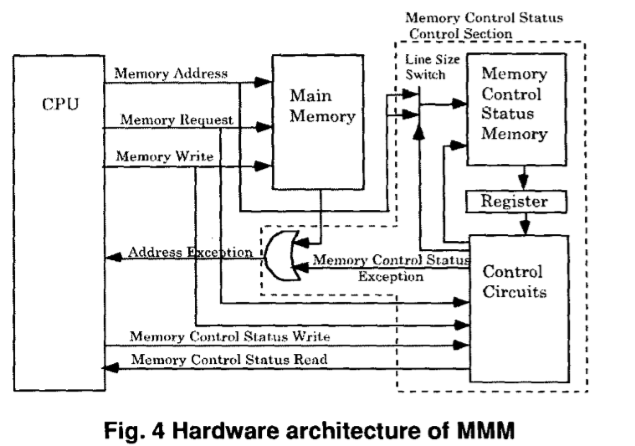 Memory Control Status
Control Section
Memory Address
Line Size
Switch
Memory
Control
Status
Memory
CPU
Main
Memory
Memory Request
Memory Write
Register
Address Exception
Memory Control Status
Exception
Control
Circuits
Memory Control Status Write
Memory Control Status Read
Fig. 4 Hardware architecture of MMM